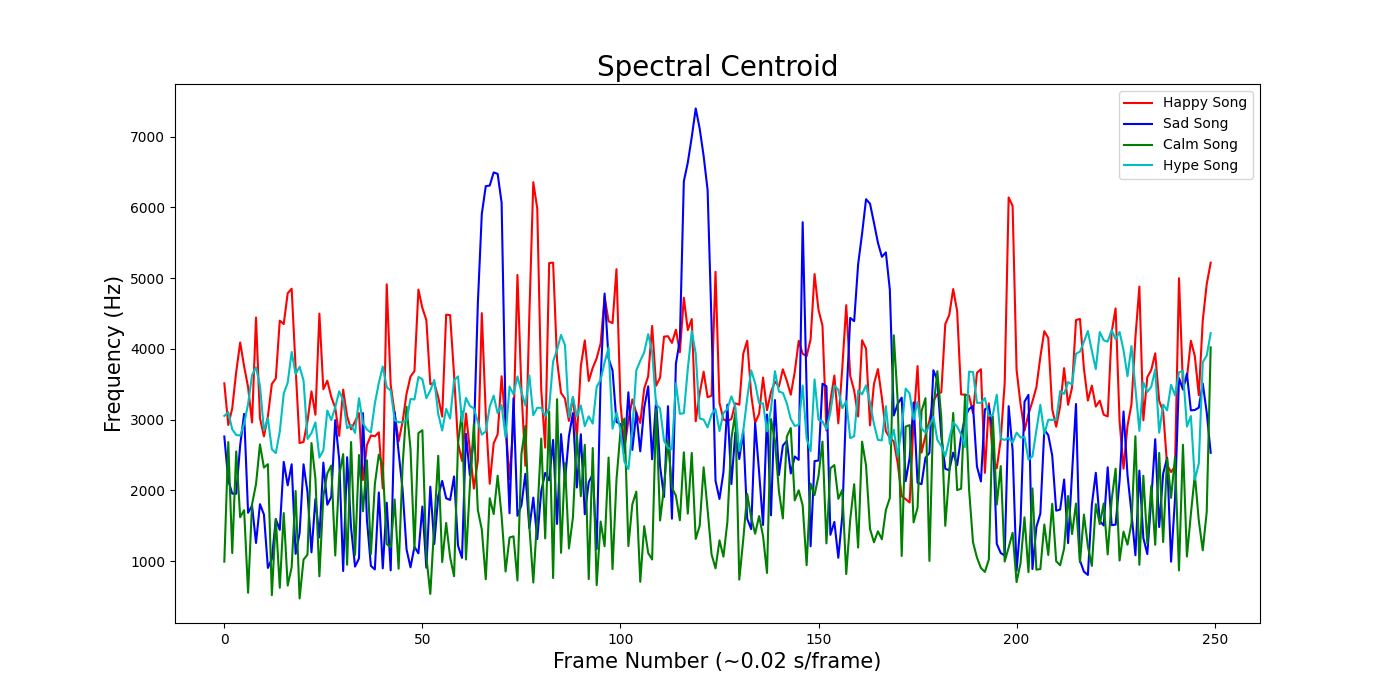 Spectral Centroid
Happy Song
Sad Song
Calm Song
Hype Song
Frequency (Hz)
7000
6000
5000
4000
3000
2000
1000
0 50 100 150 200 250
Frame Number (~0.02 s/frame)